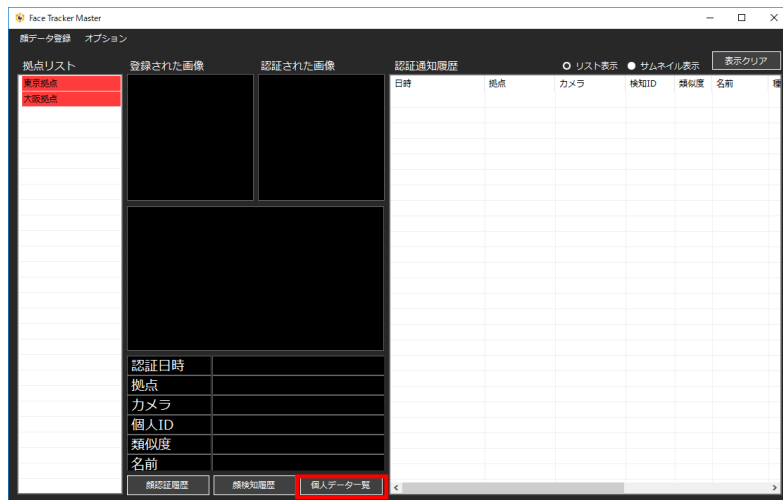 Face Tracker Master
顔データ登録 オプション
拠点リスト 登録された画像 認証された画像 認証通知履歴 リスト表示 サムネイル表示 表示クリア
東京拠点
大阪拠点
日時 拠点 カメラ 検知ID 類似度 名前 種
認証日時
拠点
カメラ
個人ID
類似度
名前
顔認証履歴 顔検知履歴 個人データ一覧